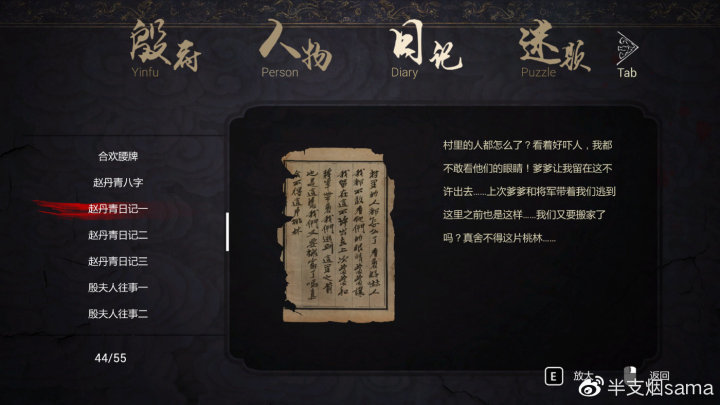 殷府
Yinfu
人物
Person
日记
Diary
迷歌
Puzzle
Tab
合欢腰牌
赵丹青八字
赵丹青日记一
赵丹青日记二
赵丹青日记三
殷夫人往事一
殷夫人往事二
44/55
村里的人都怎么了？看着好吓人，我都
不敢看他们的眼睛！爹爹让我留在这不
许出去……上次爹爹和将军带着我们逃到
这里之前也是这样……我们又要搬家了
吗？真舍不得这片桃林……
E 放大
返回
半支烟sama